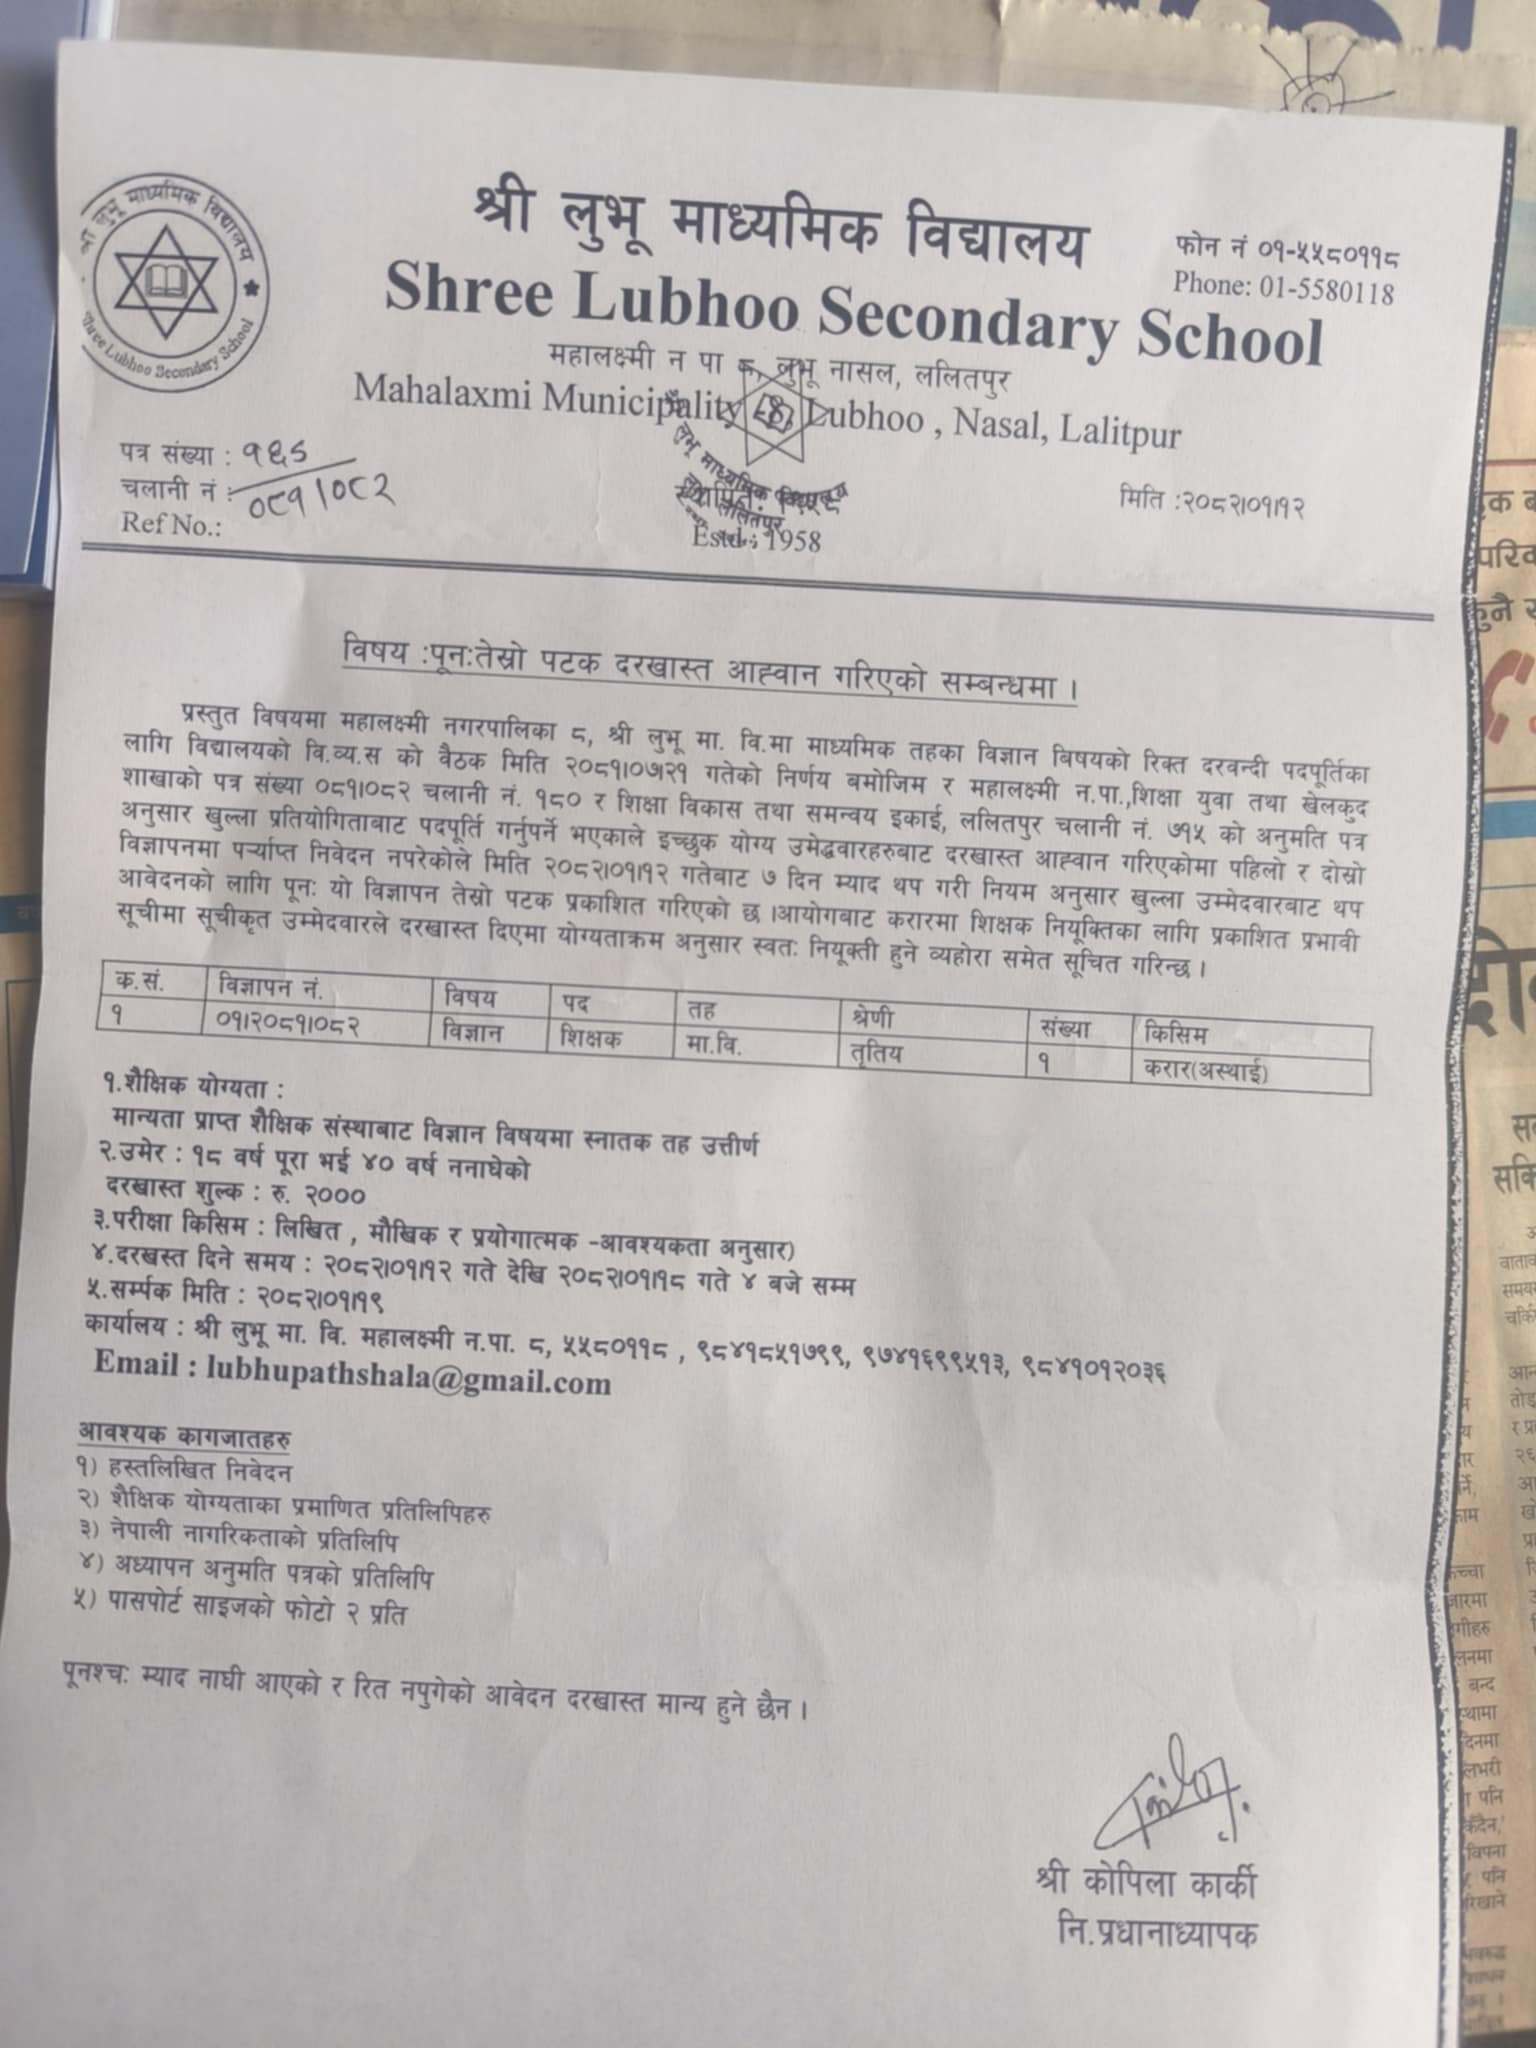 श्री लुभू माध्यमिक विद्यालय
Shree Lubhoo Secondary School
श्री लुभू माध्यमिक विद्यालय
फोन नं ०१-५५८०११८
Phone: 01-5580118
Shree Lubhoo Secondary School
महालक्ष्मी न पा ८, लुभू नासल, ललितपुर
Mahalaxmi Municipality 8, Lubhoo , Nasal, Lalitpur
पत्र संख्या :
चलानी नं :
०८१/०८२
Ref No.:
लुभू माध्यमिक विद्यालय
ललितपुर
Estd.: 1958
मिति :२०८२।०१।१२
विषय :पून:तेस्रो पटक दरखास्त आह्वान गरिएको सम्बन्धमा ।
प्रस्तुत विषयमा महालक्ष्मी नगरपालिका ८, श्री लुभू मा. वि.मा माध्यमिक तहका विज्ञान बिषयको रिक्त दरवन्दी पदपूर्तिका
लागि विद्यालयको वि.व्य.स को वैठक मिति २०८१।०७।२१ गतेको निर्णय बमोजिम र महालक्ष्मी न.पा.,शिक्षा युवा तथा खेलकुद
शाखाको पत्र संख्या ०८१।०८२ चलानी नं. १८० र शिक्षा विकास तथा समन्वय इकाई, ललितपुर चलानी नं. ७१५ को अनुमति पत्र
अनुसार खुल्ला प्रतियोगिताबाट पदपूर्ति गर्नुपर्ने भएकाले इच्छुक योग्य उमेद्धवारहरुबाट दरखास्त आह्वान गरिएकोमा पहिलो र दोस्रो
विज्ञापनमा पर्‍याप्त निवेदन नपरेकोले मिति २०८२।०१।१२ गतेबाट ७ दिन म्याद थप गरी नियम अनुसार खुल्ला उम्मेदवारबाट थप
आवेदनको लागि पून: यो विज्ञापन तेस्रो पटक प्रकाशित गरिएको छ ।आयोगबाट करारमा शिक्षक नियूक्तिका लागि प्रकाशित प्रभावी
सूचीमा सूचीकृत उम्मेदवारले दरखास्त दिएमा योग्यताक्रम अनुसार स्वत: नियूक्ती हुने व्यहोरा समेत सूचित गरिन्छ ।
क.सं. विज्ञापन नं. विषय पद तह श्रेणी संख्या किसिम
१ ०१।२०८१।०८२ विज्ञान शिक्षक मा.वि. तृतिय १ करार(अस्थाई)
१.शैक्षिक योग्यता :
मान्यता प्राप्त शैक्षिक संस्थाबाट विज्ञान विषयमा स्नातक तह उत्तीर्ण
२.उमेर : १८ वर्ष पूरा भई ४० वर्ष ननाघेको
दरखास्त शुल्क : रु. २०००
३.परीक्षा किसिम : लिखित , मौखिक र प्रयोगात्मक -आवश्यकता अनुसार)
४.दरखस्त दिने समय : २०८२।०१।१२ गते देखि २०८२।०१।१८ गते ४ बजे सम्म
५.सर्म्पक मिति : २०८२।०१।१९
कार्यालय : श्री लुभू मा. वि. महालक्ष्मी न.पा. ८, ५५८०११८ , ९८४१८५१७९९, ९७४१६९९५१३, ९८४१०१२०३६
Email : lubhupathshala@gmail.com
आवश्यक कागजातहरु
१) हस्तलिखित निवेदन
२) शैक्षिक योग्यताका प्रमाणित प्रतिलिपिहरु
३) नेपाली नागरिकताको प्रतिलिपि
४) अध्यापन अनुमति पत्रको प्रतिलिपि
५) पासपोर्ट साइजको फोटो २ प्रति
पूनश्च: म्याद नाघी आएको र रित नपुगेको आवेदन दरखास्त मान्य हुने छैन ।
श्री कोपिला कार्की
नि.प्रधानाध्यापक